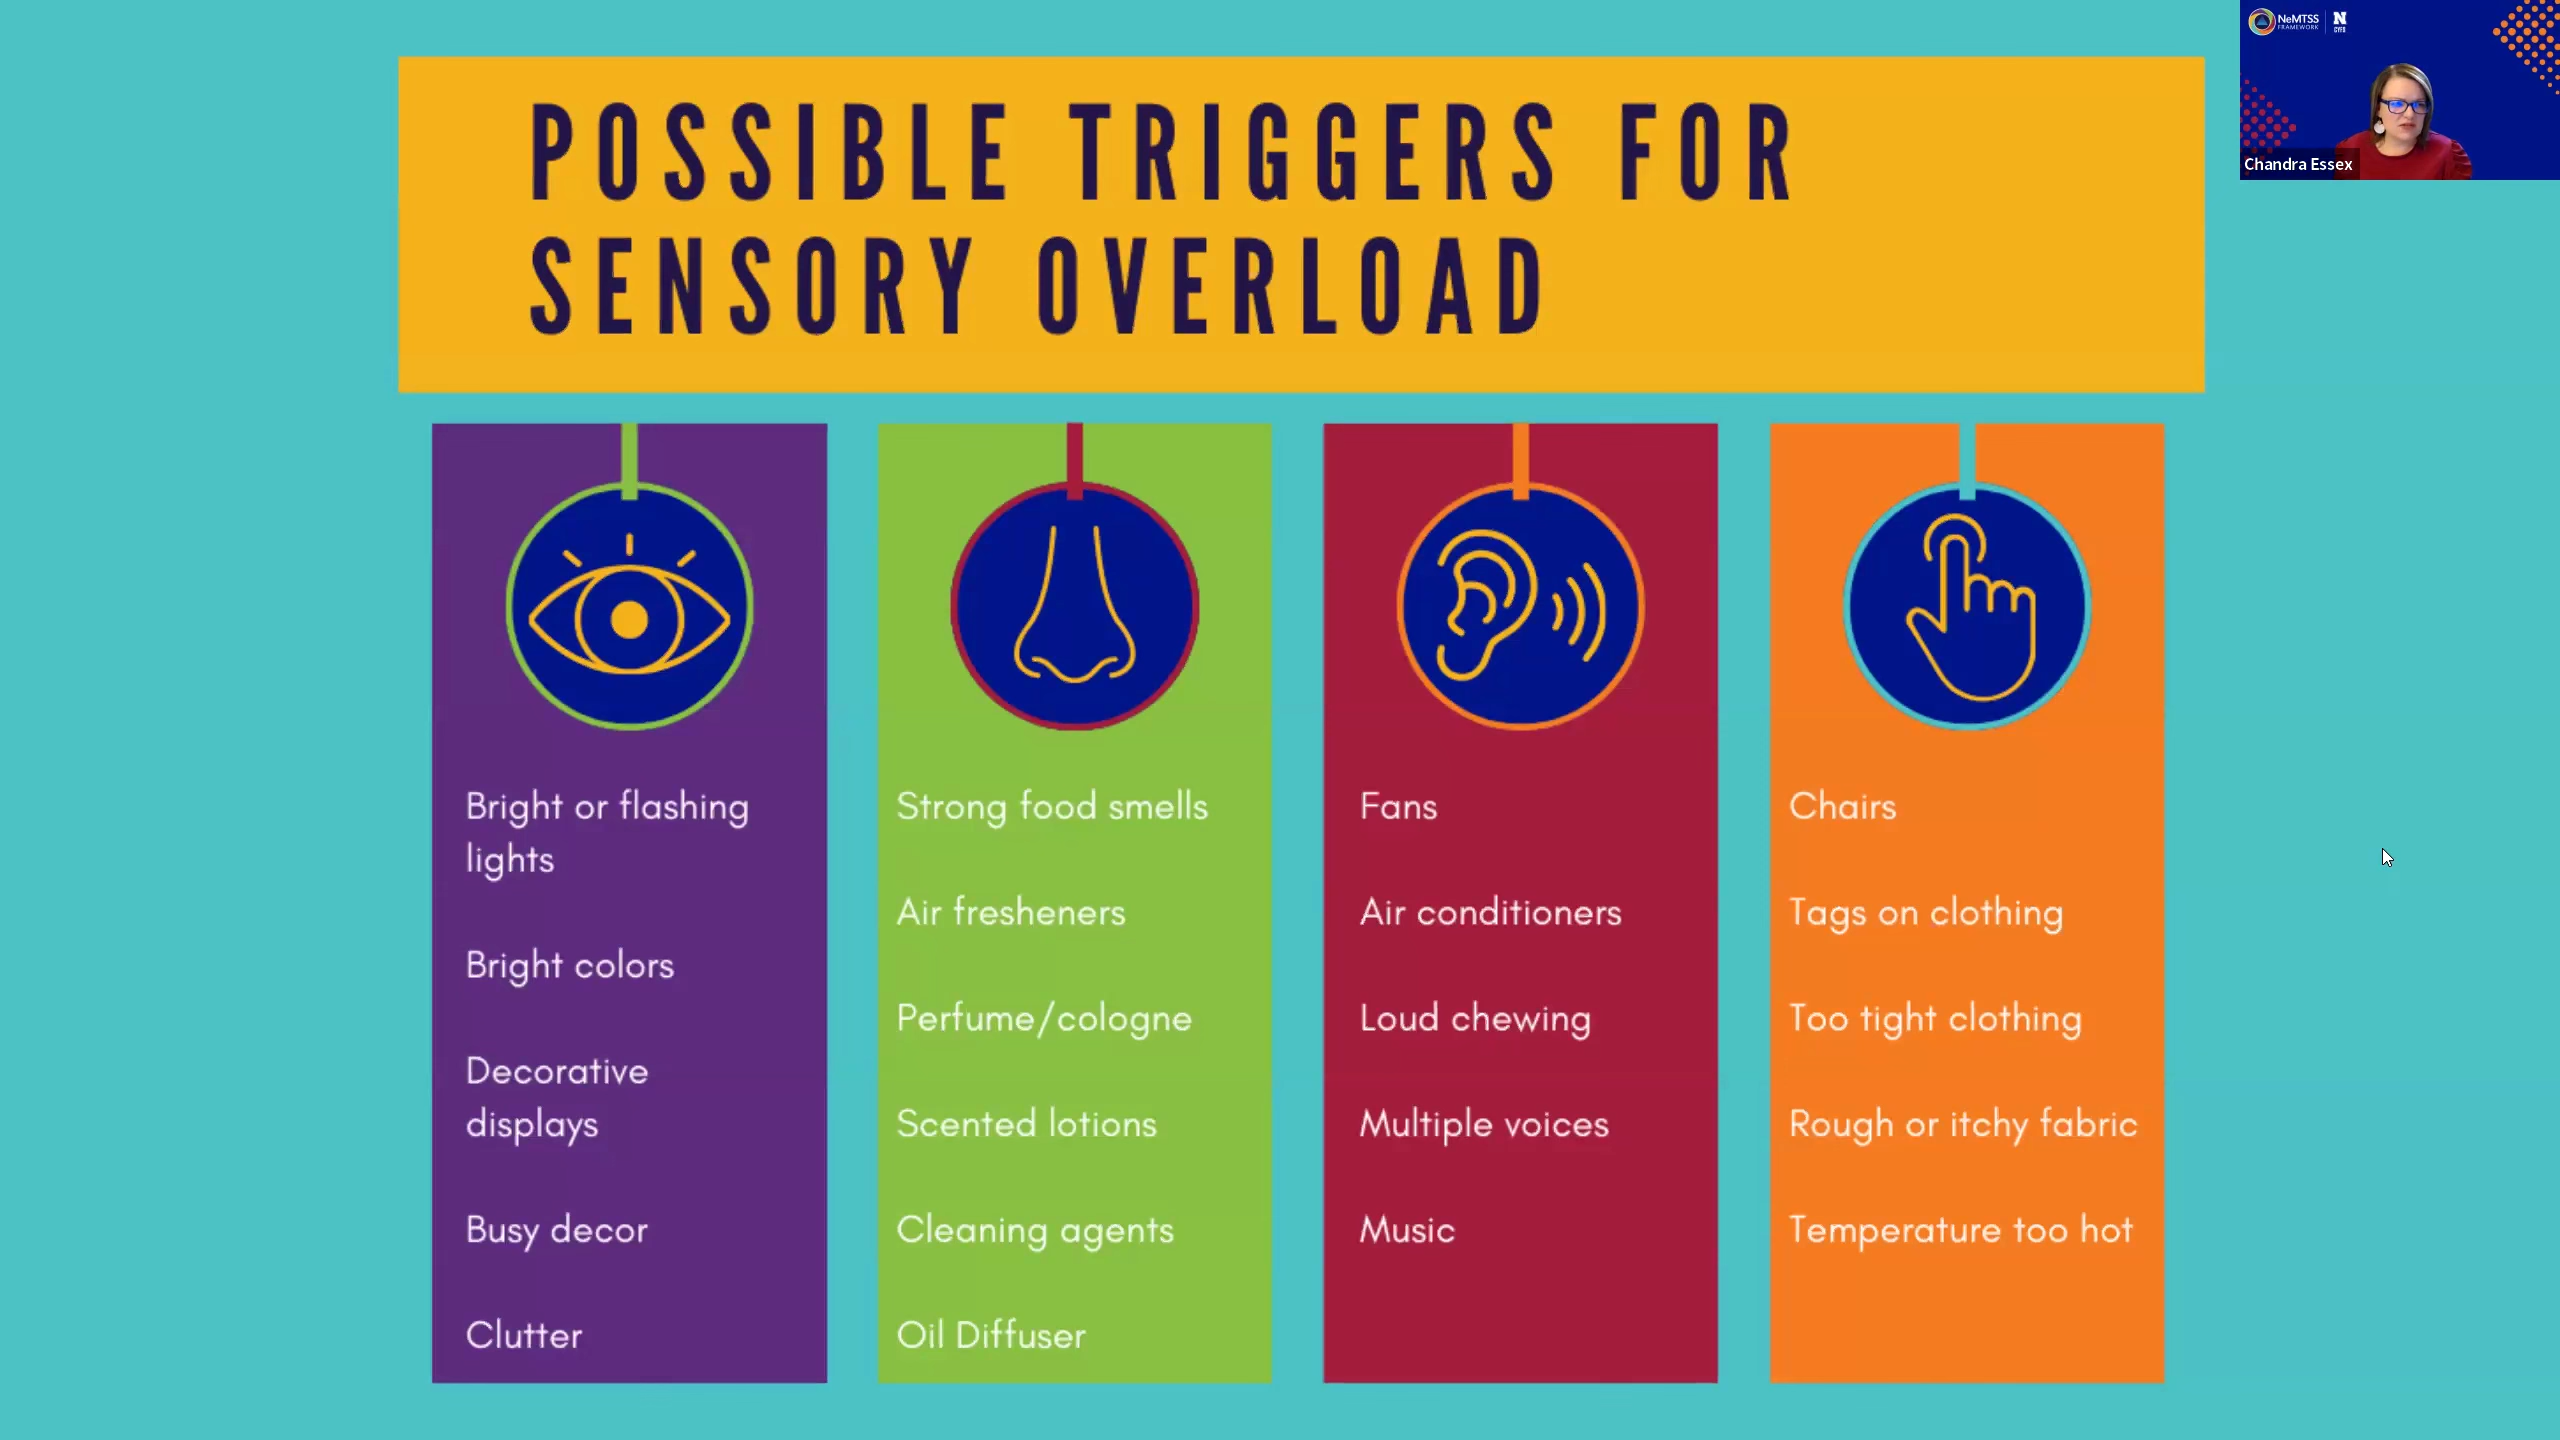 POSSIBLE TRIGGERS FOR
SENSORY OVERLOAD
Bright or flashing
lights
Bright colors
Decorative
displays
Busy decor
Clutter
Strong food smells
Air fresheners
Perfume/cologne
Scented lotions
Cleaning agents
Oil Diffuser
Fans
Air conditioners
Loud chewing
Multiple voices
Music
Chairs
Tags on clothing
Too tight clothing
Rough or itchy fabric
Temperature too hot
NeMTSS
FRAMEWORK
N
CYFS
Chandra Essex